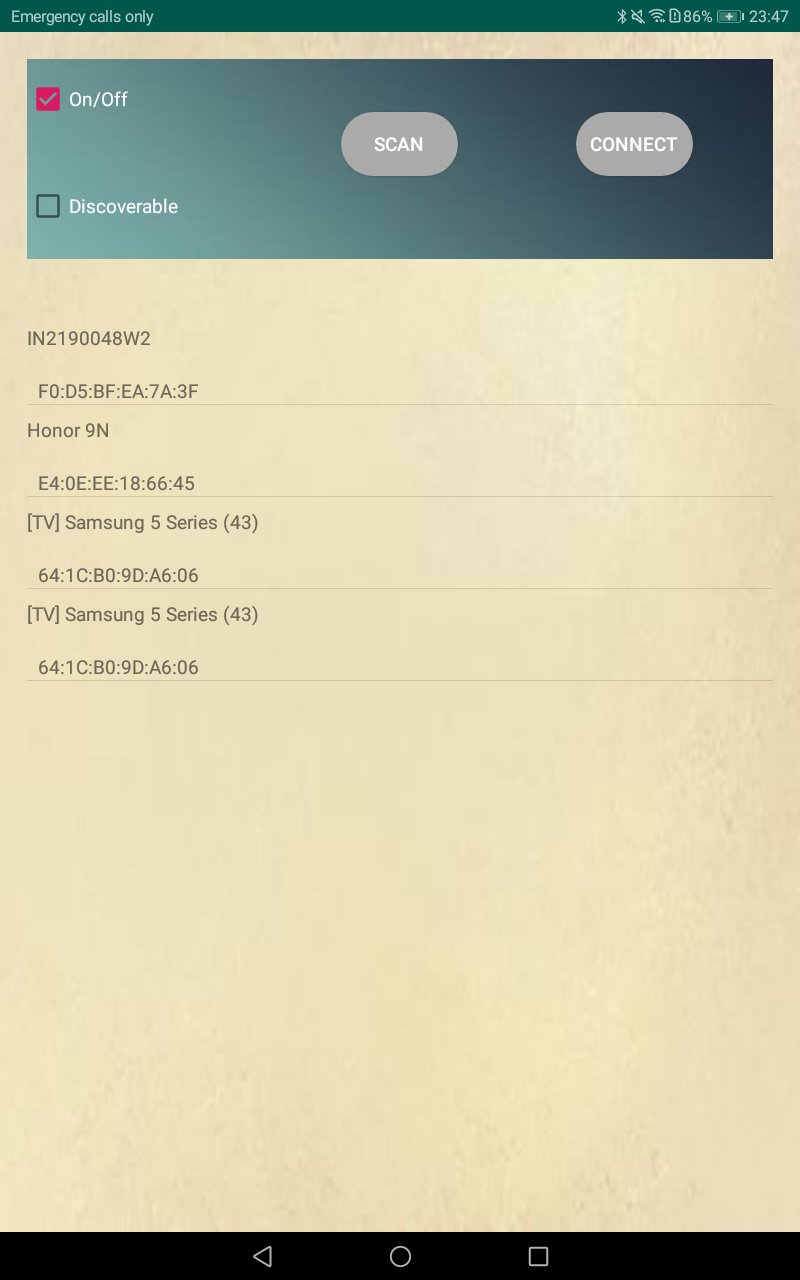 Emergency calls only
86% 23:47
On/Off
SCAN
CONNECT
Discoverable
IN2190048W2
F0:D5:BF:EA:7A:3F
Honor 9N
E4:0E:EE:18:66:45
[TV] Samsung 5 Series (43)
64:1C:B0:9D:A6:06
[TV] Samsung 5 Series (43)
64:1C:B0:9D:A6:06